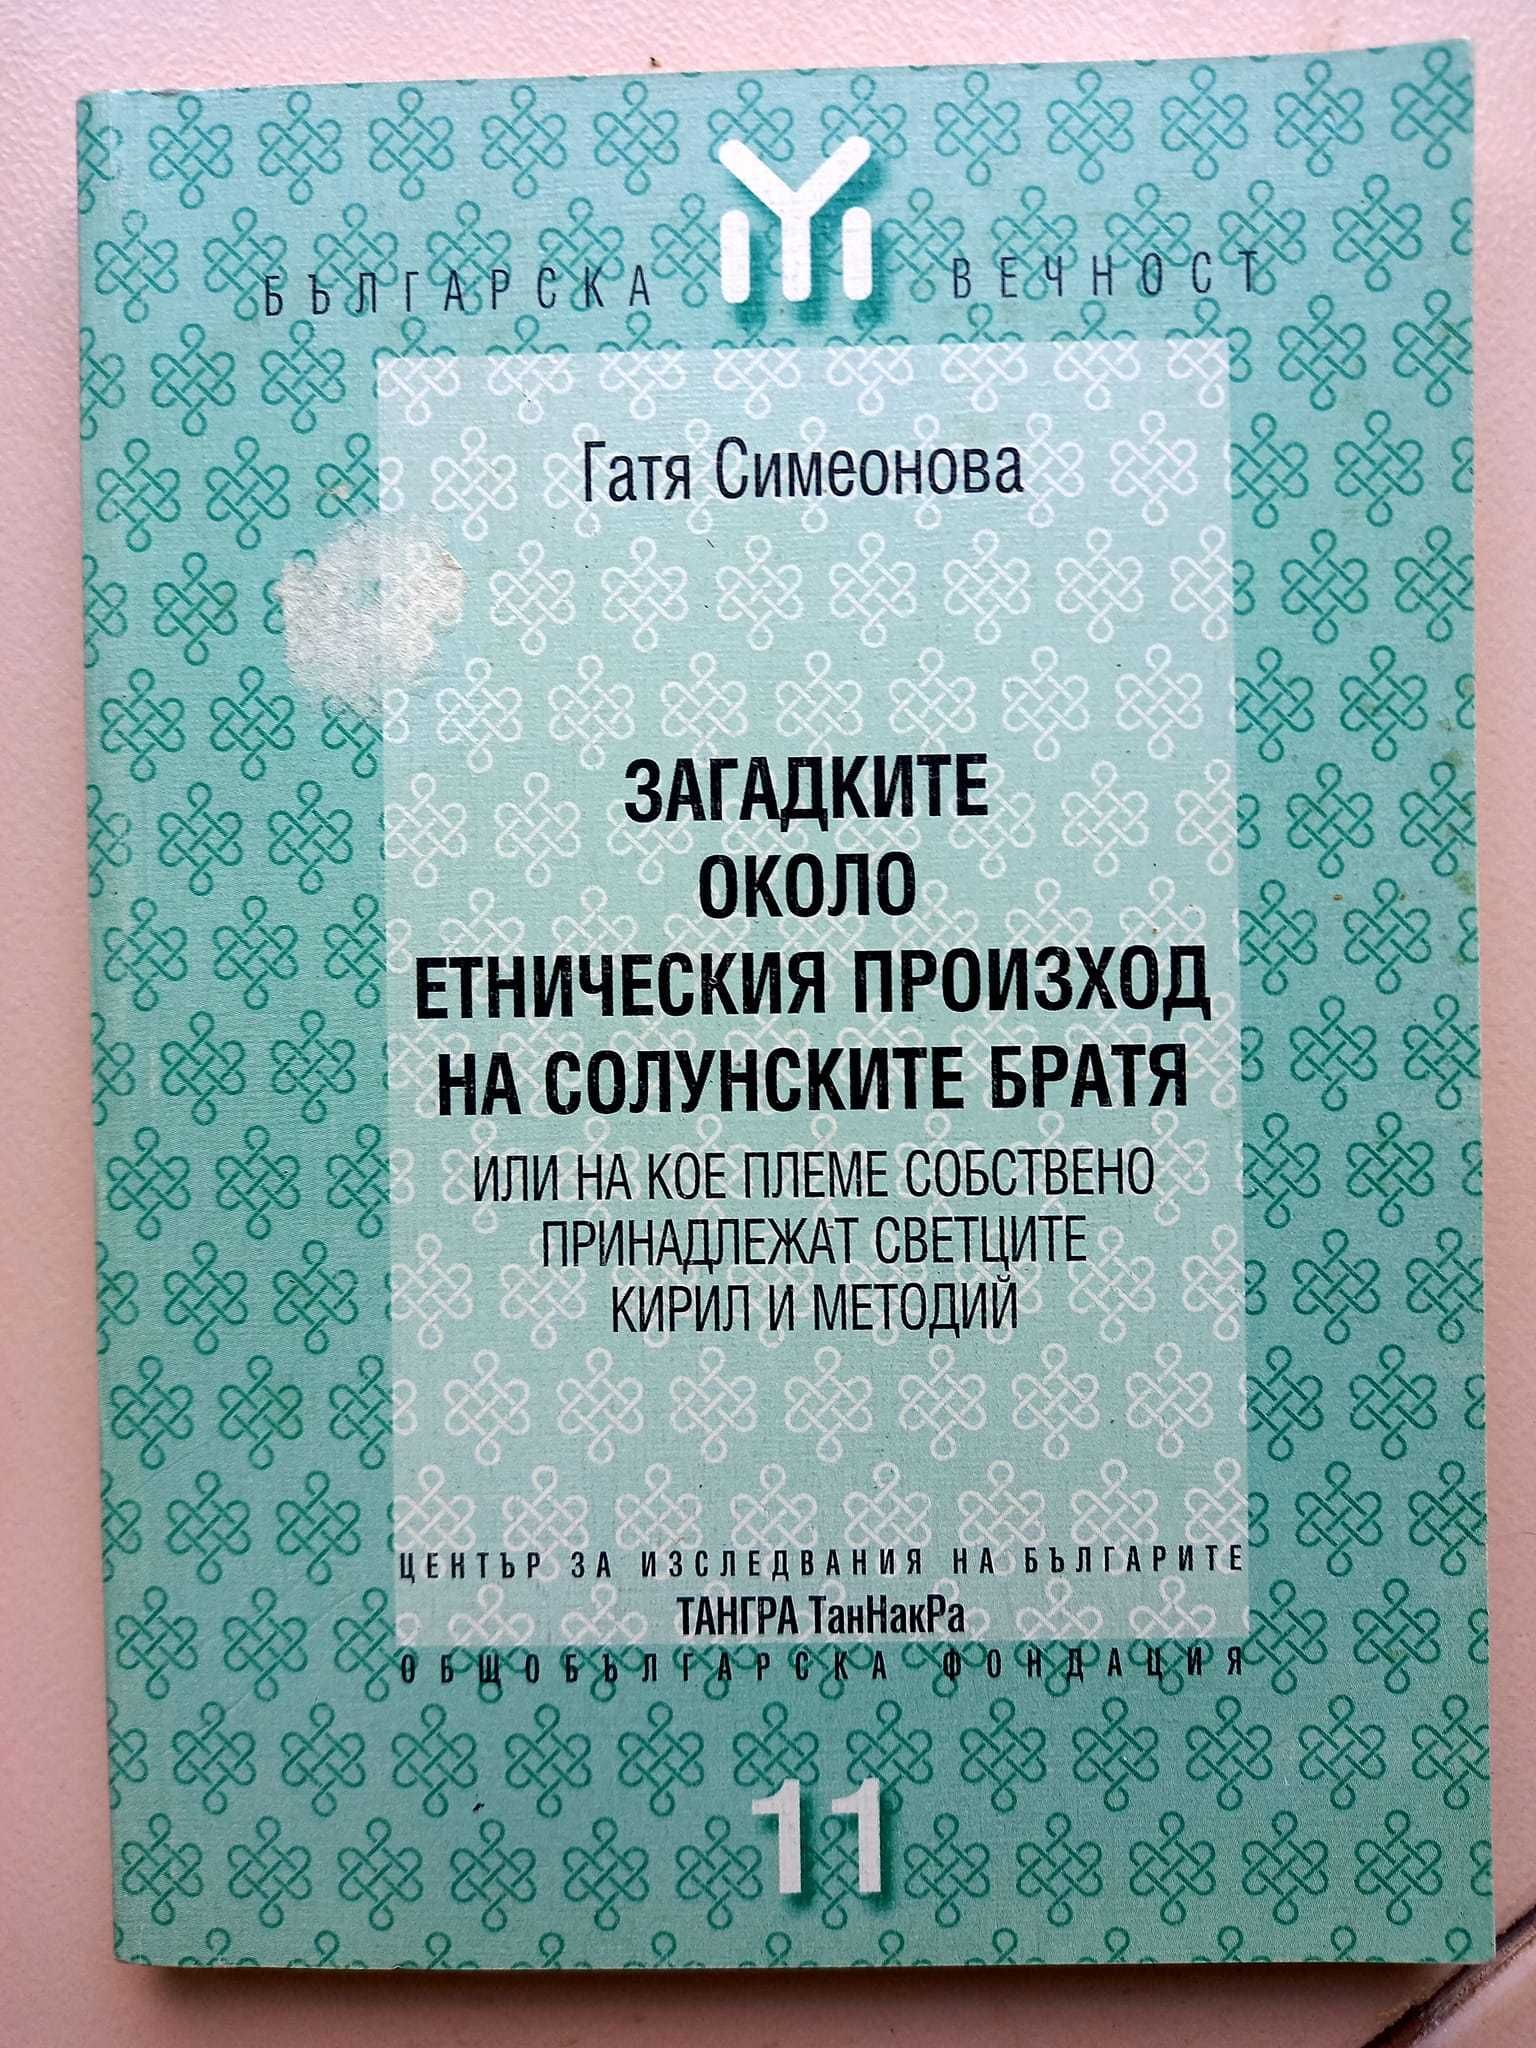 БЪЛГАРСКА ВЕЧНОСТ
Гатя Симеонова
ЗАГАДКИТЕ
ОКОЛО
ЕТНИЧЕСКИЯ ПРОИЗХОД
НА СОЛУНСКИТЕ БРАТЯ
ИЛИ НА КОЕ ПЛЕМЕ СОБСТВЕНО
ПРИНАДЛЕЖАТ СВЕТЦИТЕ
КИРИЛ И МЕТОДИЙ
ЦЕНТЪР ЗА ИЗСЛЕДВАНИЯ НА БЪЛГАРИТЕ
ТАНГРА ТанНакРа
ОБЩОБЪЛГАРСКА ФОНДАЦИЯ
11